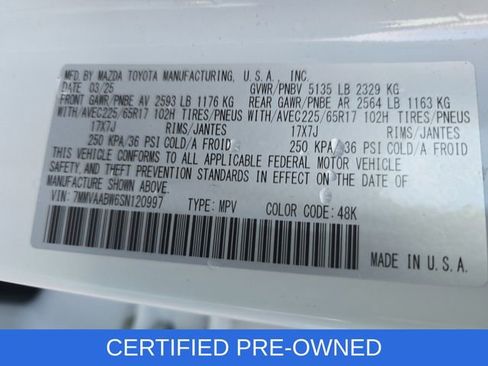 MFD. BY MAZDA TOYOTA MANUFACTURING, U.S.A., INC.
DATE 03/25 GVWR/PNBV 5135 LB 2329 KG
FRONT GAWR/PNBE AV 2593 LB 1176 KG REAR GAWR/PNBE AR 2564 LB 1163 KG
WITH/AVEC225/65R17 102H TIRES/PNEUS WITH/AVEC225/65R17 102H TIRES/PNEUS
17X7J RIMS/JANTES 17X7J RIMS/JANTES
250 KPA/36 PSI COLD/A FROID 250 KPA/36 PSI COLD/A FROID
THIS VEHICLE CONFORMS TO ALL APPLICABLE FEDERAL MOTOR VEHICLE
SAFETY AND THEFT PREVENTION STANDARDS IN EFFECT ON THE DATE OF
MANUFACTURE SHOWN ABOVE.
VIN: 7MMVAABW6SN120997 TYPE: MPV COLOR CODE: 48K
MADE IN U.S.A.
CERTIFIED PRE-OWNED